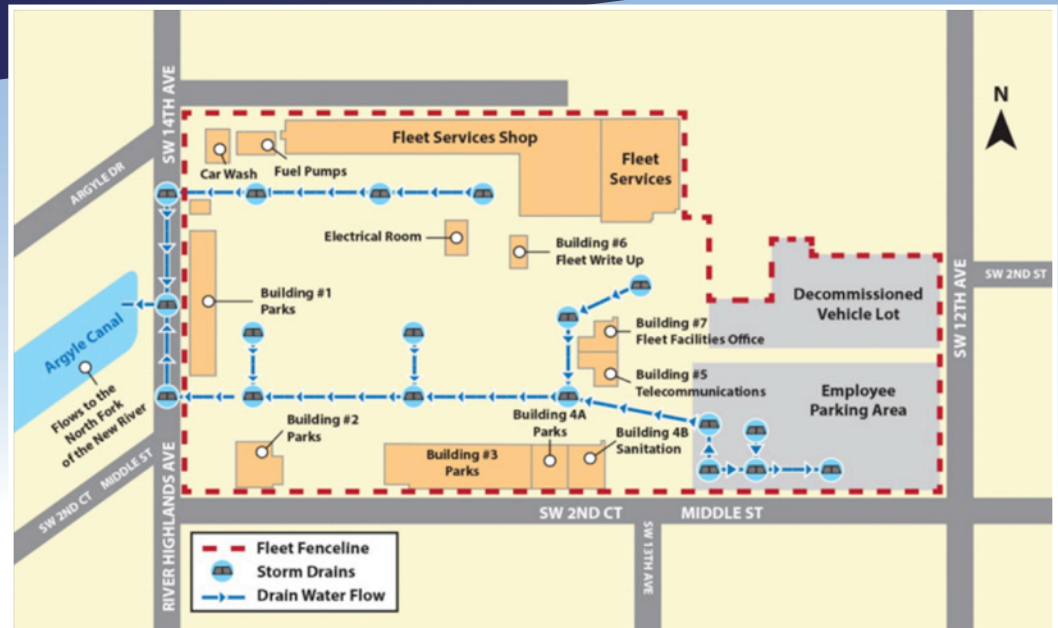 N
SW 14TH AVE
ARGYLE DR
Fleet Services Shop
Fleet
Services
Car Wash
Fuel Pumps
Electrical Room
Building #6
Fleet Write Up
Building #1
Parks
SW 12TH AVE
SW 2ND ST
Decommissioned
Vehicle Lot
Argyle Canal
Flows to the
North Fork
of the New River
Building #7
Fleet Facilities Office
Building #5
Telecommunications
Employee
Parking Area
Building #2
Parks
Building #3
Parks
Building 4A
Parks
Building 4B
Sanitation
SW 2ND CT MIDDLE ST
RIVER HIGHLANDS AVE
SW 2ND CT MIDDLE ST
SW 13TH AVE
Fleet Fenceline
Storm Drains
Drain Water Flow